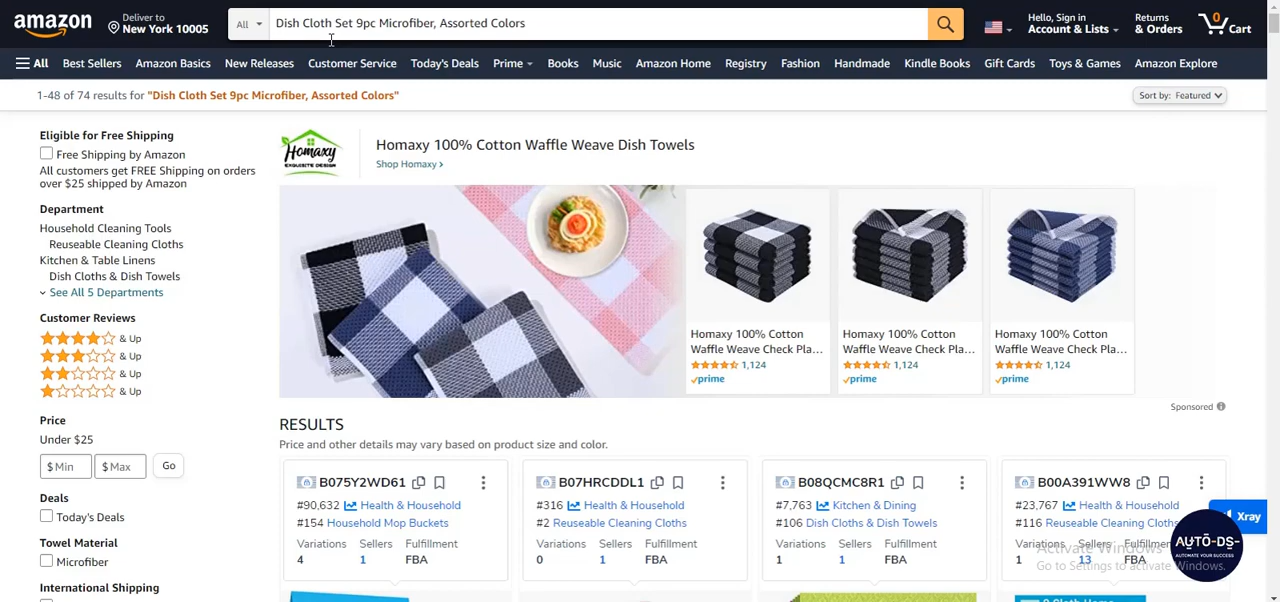 amazon
Deliver to
New York 10005
All
Dish Cloth Set 9pc Microfiber, Assorted Colors
Hello, Sign in
Account & Lists
Returns
& Orders
0
Cart
All
Best Sellers
Amazon Basics
New Releases
Customer Service
Today's Deals
Prime
Books
Music
Amazon Home
Registry
Fashion
Handmade
Kindle Books
Gift Cards
Toys & Games
Amazon Explore
1-48 of 74 results for "Dish Cloth Set 9pc Microfiber, Assorted Colors"
Sort by: Featured
Eligible for Free Shipping
Free Shipping by Amazon
All customers get FREE Shipping on orders
over $25 shipped by Amazon
Department
Household Cleaning Tools
Reuseable Cleaning Cloths
Kitchen & Table Linens
Dish Cloths & Dish Towels
See All 5 Departments
Customer Reviews
& Up
& Up
& Up
& Up
Price
Under $25
$ Min
$ Max
Go
Deals
Today's Deals
Towel Material
Microfiber
International Shipping
Homaxy
EXQUISITE DESIGN
Homaxy 100% Cotton Waffle Weave Dish Towels
Shop Homaxy ›
Homaxy 100% Cotton
Waffle Weave Check Pla...
1,124
prime
Homaxy 100% Cotton
Waffle Weave Check Pla...
1,124
prime
Homaxy 100% Cotton
Waffle Weave Check Pla...
1,124
prime
Sponsored
RESULTS
Price and other details may vary based on product size and color.
B075Y2WD61
#90,632 Health & Household
#154 Household Mop Buckets
Variations Sellers Fulfillment
4 1 FBA
B07HRCDDL1
#316 Health & Household
#2 Reuseable Cleaning Cloths
Variations Sellers Fulfillment
0 1 FBA
B08QCMC8R1
#7,763 Kitchen & Dining
#106 Dish Cloths & Dish Towels
Variations Sellers Fulfillment
1 1 FBA
B00A391WW8
#23,767 Health & Household
#116 Reuseable Cleaning Cloths
Variations Sellers Fulfillment
1 13 FBA
Xray
AUTO-DS-
AUTOMATE YOUR SUCCESS
Activate Windows
Go to Settings to activate Windows.